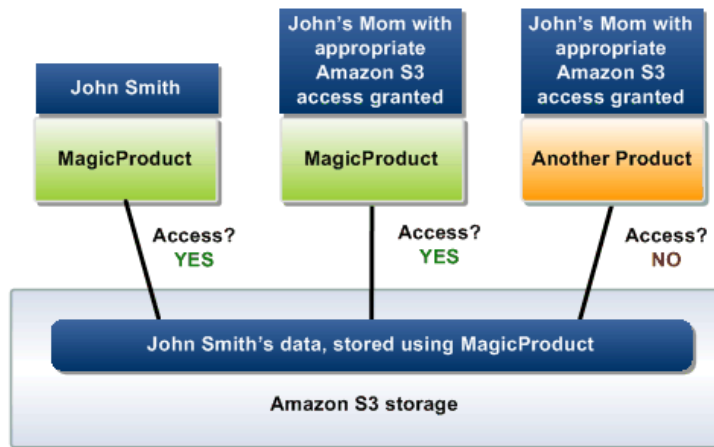 John Smith
MagicProduct
John's Mom with
appropriate
Amazon S3
access granted
MagicProduct
John's Mom with
appropriate
Amazon S3
access granted
Another Product
Access?
YES
Access?
YES
Access?
NO
John Smith's data, stored using MagicProduct
Amazon S3 storage